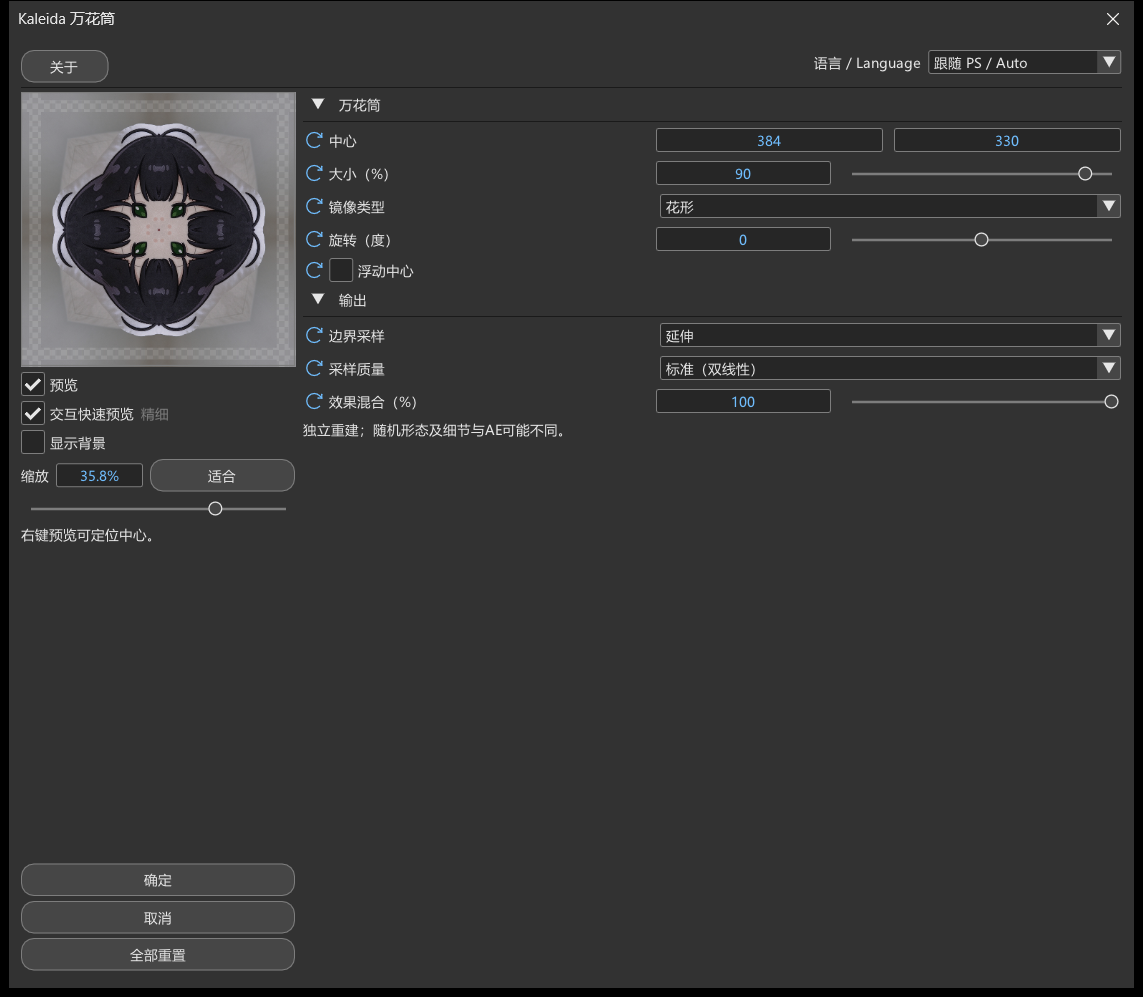 Kaleida 万花筒
关于
语言 / Language 跟随 PS / Auto
万花筒
中心 384 330
大小（%） 90
镜像类型 花形
旋转（度） 0
浮动中心
输出
边界采样 延伸
采样质量 标准（双线性）
效果混合（%） 100
独立重建；随机形态及细节与AE可能不同。
预览
交互快速预览 精细
显示背景
缩放 35.8% 适合
右键预览可定位中心。
确定
取消
全部重置